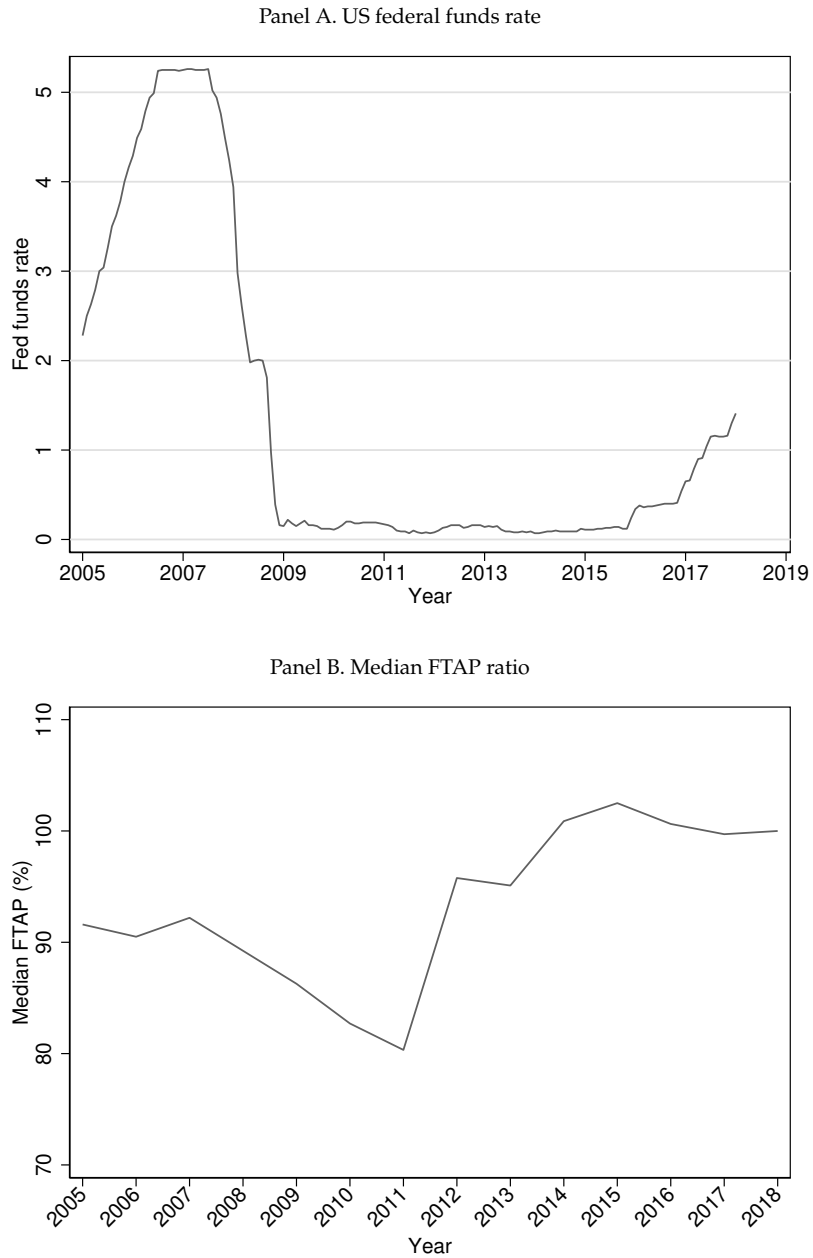 Panel A. US federal funds rate
Fed funds rate
5
4
3
2
1
0
2005 2007 2009 2011 2013 2015 2017 2019
Year
Panel B. Median FTAP ratio
Median FTAP (%)
110
100
90
80
70
2005 2006 2007 2008 2009 2010 2011 2012 2013 2014 2015 2016 2017 2018
Year